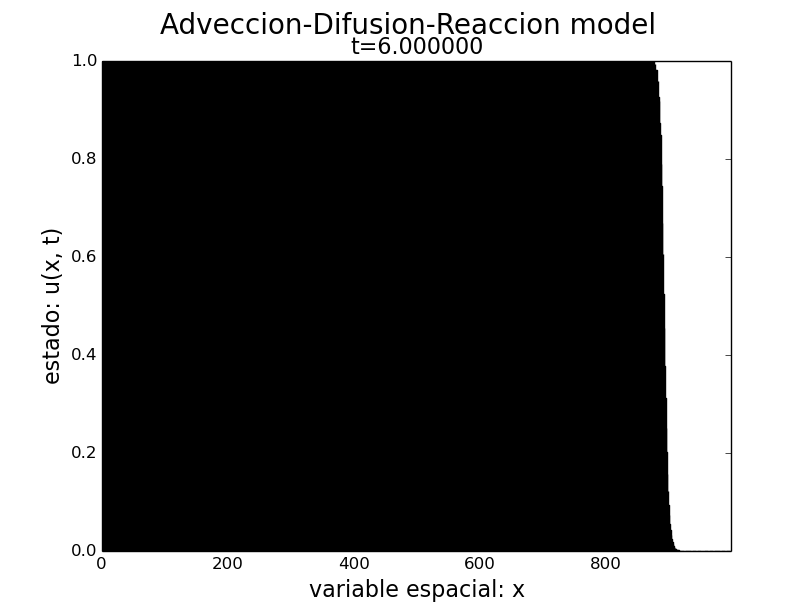 Adveccion-Difusion-Reaccion model
t=6.000000
1.0
0.8
0.6
0.4
0.2
0.0
estado: u(x, t)
0 200 400 600 800
variable espacial: x